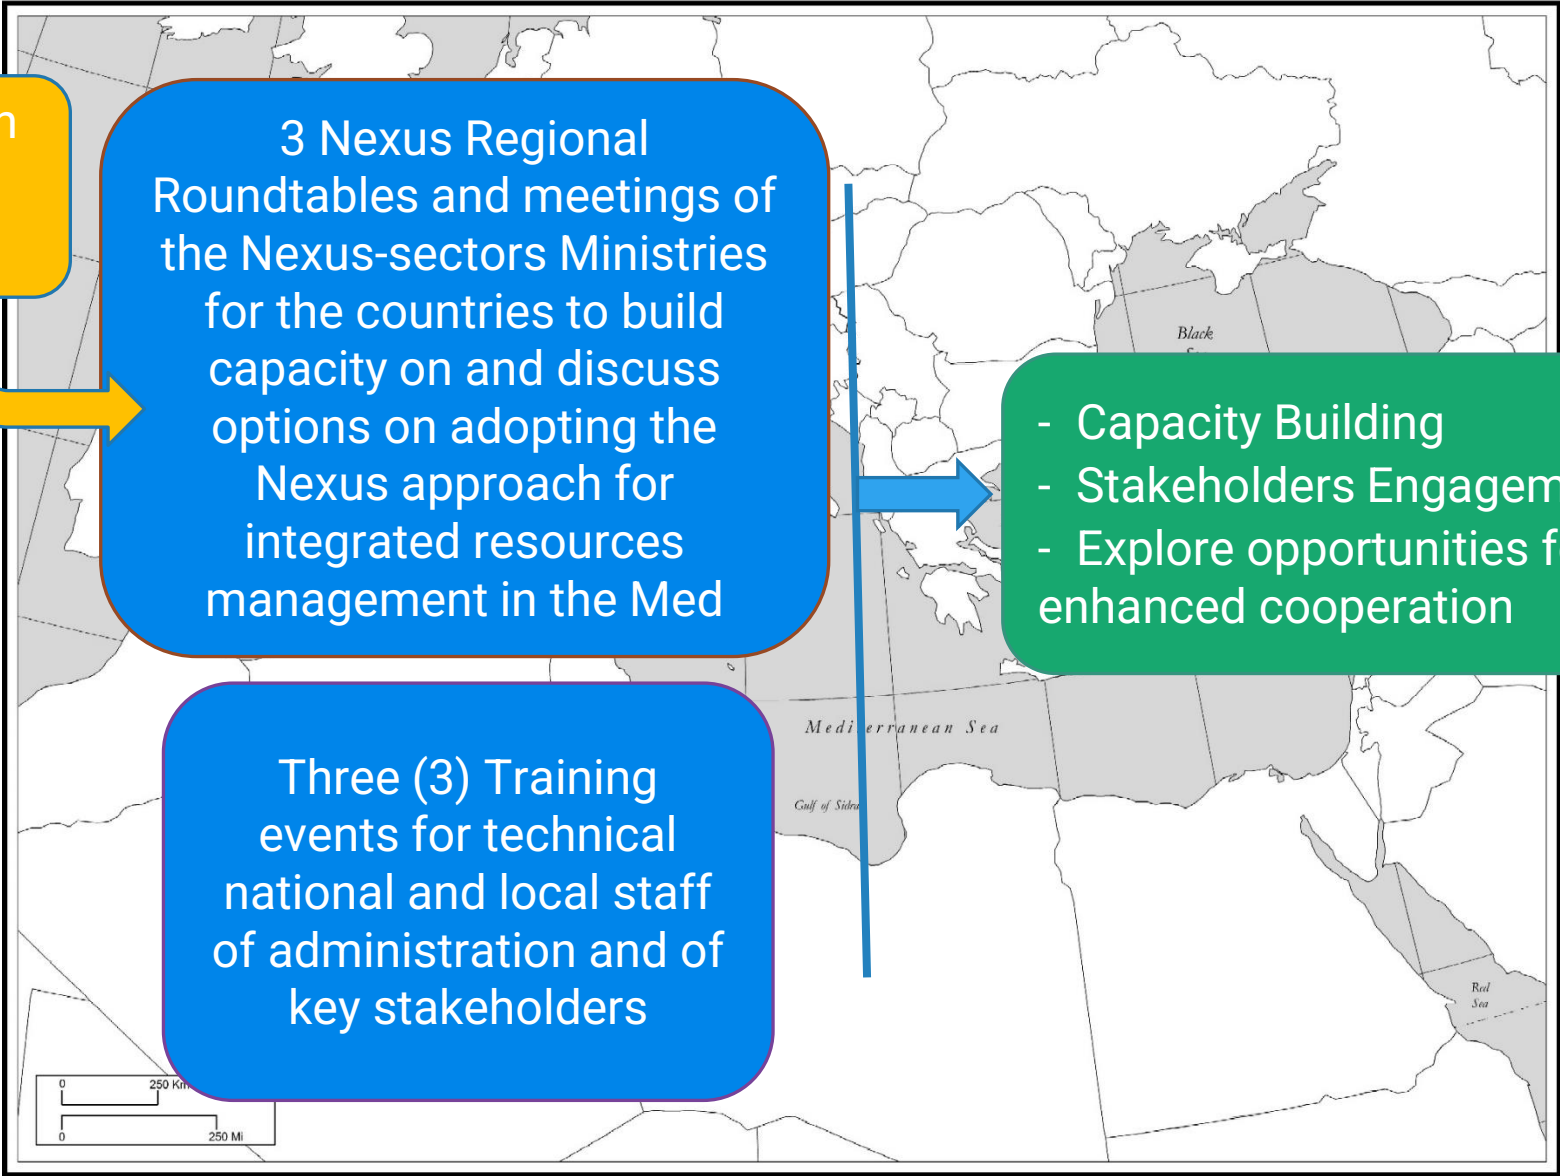 3 Nexus Regional
Roundtables and meetings of
the Nexus-sectors Ministries
for the countries to build
capacity on and discuss
options on adopting the
Nexus approach for
integrated resources
management in the Med
Three (3) Training
events for technical
national and local staff
of administration and of
key stakeholders
- Capacity Building
- Stakeholders
- Explore opportunities
enhanced cooperation
Black
Mediterranean Sea
Gulf of Sidra
Red
Sea
0 250 Km
0 250 Mi